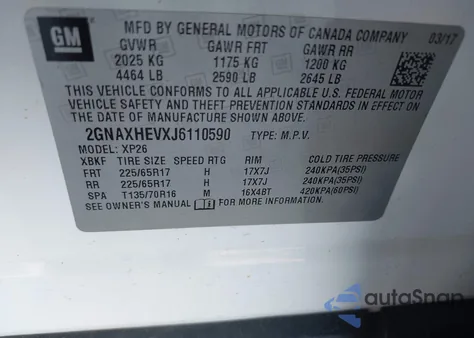 GM
MFD BY GENERAL MOTORS OF CANADA COMPANY 03/17
GVWR GAWR FRT GAWR RR
2025 KG 1175 KG 1200 KG
4464 LB 2590 LB 2645 LB
THIS VEHICLE CONFORMS TO ALL APPLICABLE U.S. FEDERAL MOTOR
VEHICLE SAFETY AND THEFT PREVENTION STANDARDS IN EFFECT ON
THE DATE OF MANUFACTURE SHOWN ABOVE.
2GNAXHEVXJ6110590 TYPE: M.P.V.
MODEL: XP26
XBKF TIRE SIZE SPEED RTG RIM COLD TIRE PRESSURE
FRT 225/65R17 H 17X7J 240KPA(35PSI)
RR 225/65R17 H 17X7J 240KPA(35PSI)
SPA T135/70R16 M 16X4BT 420KPA(60PSI)
SEE OWNER'S MANUAL FOR MORE INFORMATION.
autoSnap